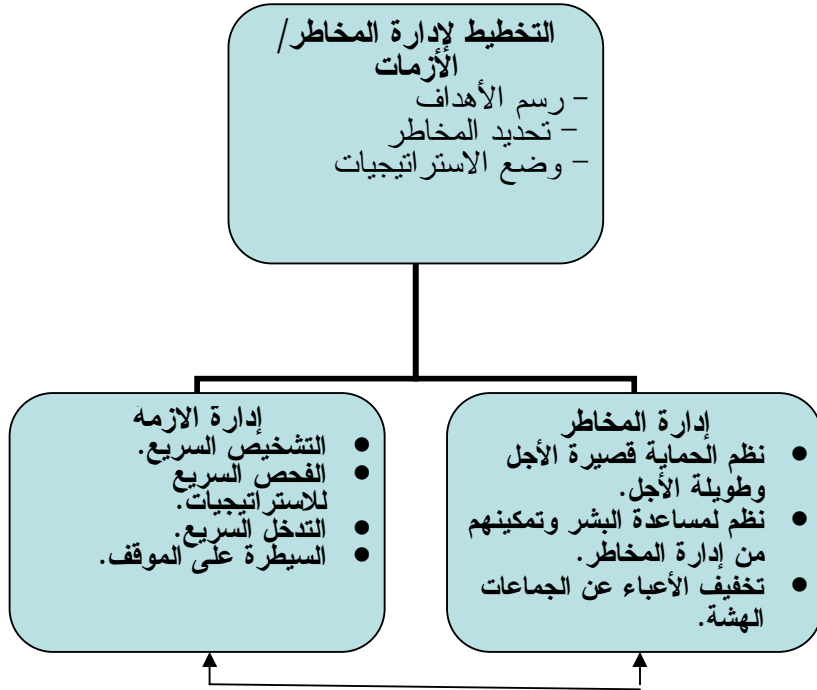 التخطيط لإدارة المخاطر/
الأزمات
- رسم الأهداف
- تحديد المخاطر
- وضع الاستراتيجيات
إدارة المخاطر
● نظم الحماية قصيرة الأجل
وطويلة الأجل.
● نظم لمساعدة البشر وتمكينهم
من إدارة المخاطر.
● تخفيف الأعباء عن الجماعات
الهشة.
إدارة الازمة
● التشخيص السريع.
● الفحص السريع
للاستراتيجيات.
● التدخل السريع.
● السيطرة على الموقف.